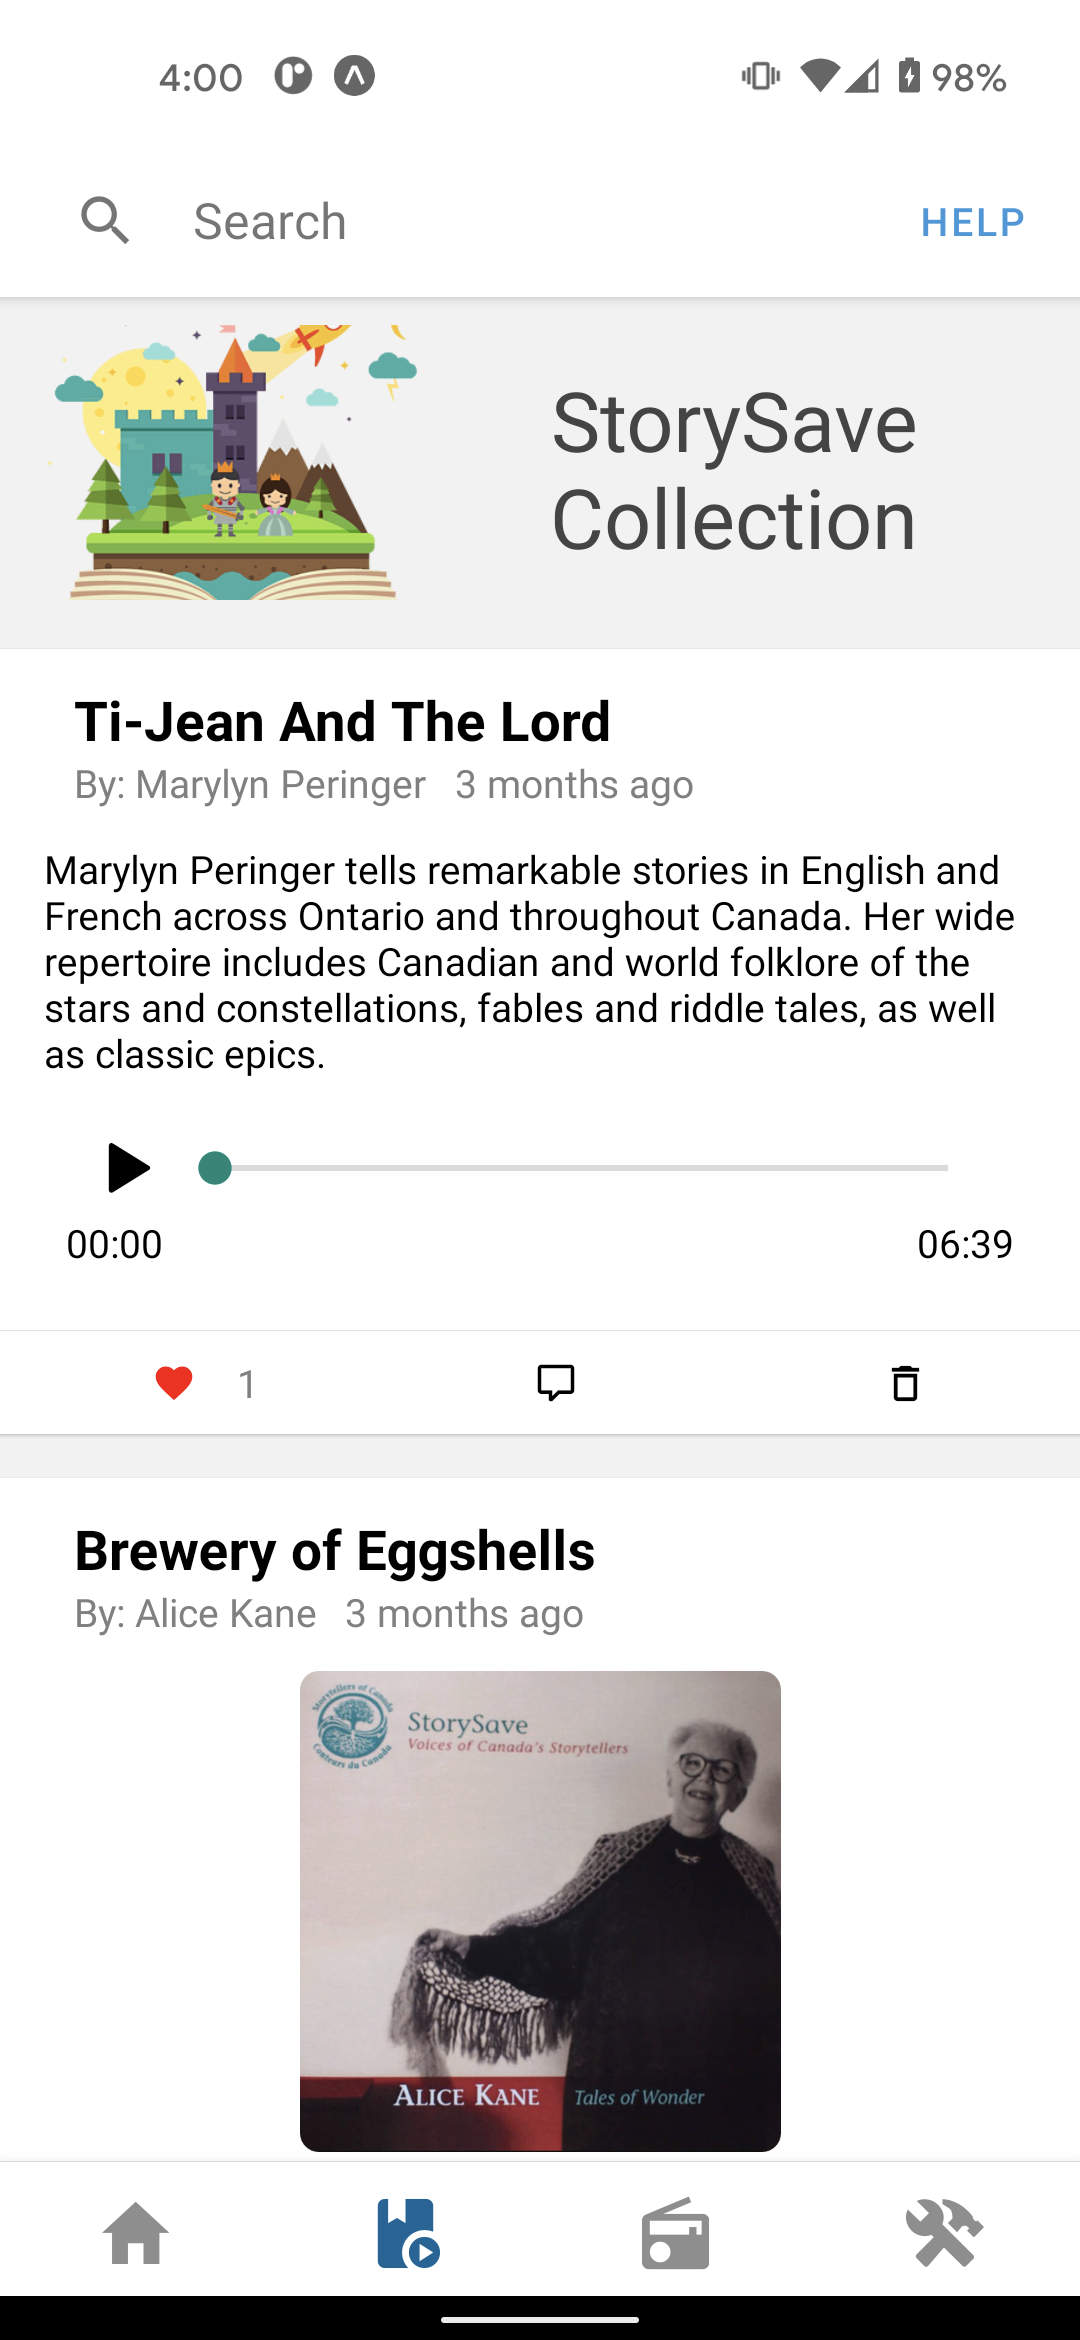 4:00
98%
Search
HELP
StorySave
Collection
Ti-Jean And The Lord
By: Marylyn Peringer 3 months ago
Marylyn Peringer tells remarkable stories in English and
French across Ontario and throughout Canada. Her wide
repertoire includes Canadian and world folklore of the
stars and constellations, fables and riddle tales, as well
as classic epics.
00:00
06:39
1
Brewery of Eggshells
By: Alice Kane 3 months ago
Storytellers of Canada
Conteurs du Canada
StorySave
Voices of Canada's Storytellers
ALICE KANE
Tales of Wonder